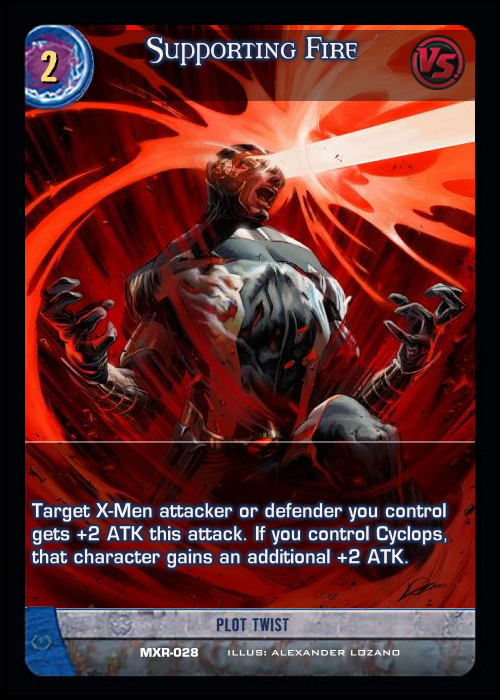 2
Supporting Fire
VS
Target X-Men attacker or defender you control
gets +2 ATK this attack. If you control Cyclops,
that character gains an additional +2 ATK.
PLOT TWIST
MXR-028 ILLUS: ALEXANDER LOZANO